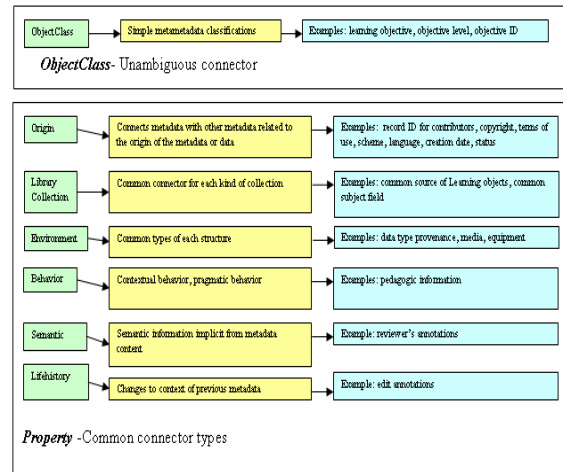 ObjectClass
Simple metametadata classifications
Examples: learning objective, objective level, objective ID
ObjectClass- Unambiguous connector
Origin
Connects metadata with other metadata related to
the origin of the metadata or data
Examples: record ID for contributors, copyright, terms of
use, scheme, language, creation date, status
Library
Collection
Common connector for each kind of collection
Examples: common source of Learning objects, common
subject field
Environment
Common types of each structure
Examples: data type provenance, media, equipment
Behavior
Contextual behavior, pragmatic behavior
Examples: pedagogic information
Semantic
Semantic information implicit from metadata
content
Example: reviewer's annotations
Lifehistory
Changes to context of previous metadata
Example: edit annotations
Property -Common connector types